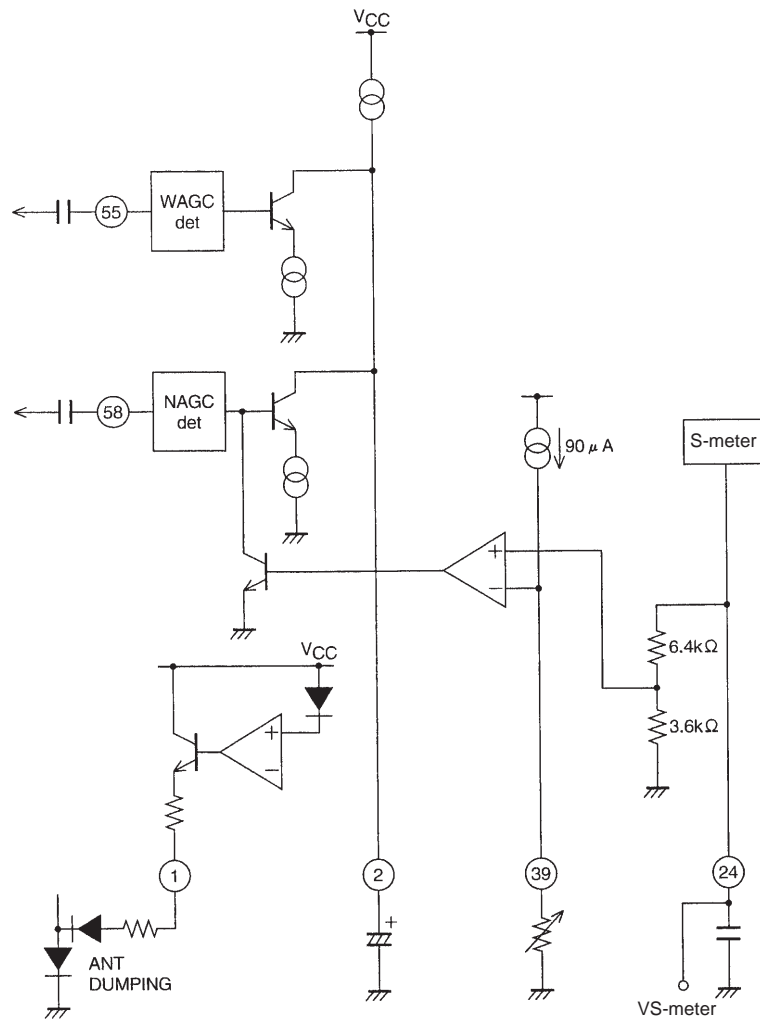 VCC
WAGC
det
55
NAGC
det
58
90 μ A
S-meter
+
−
6.4kΩ
3.6kΩ
VCC
+
−
1
2
39
24
+
ANT
DUMPING
VS-meter